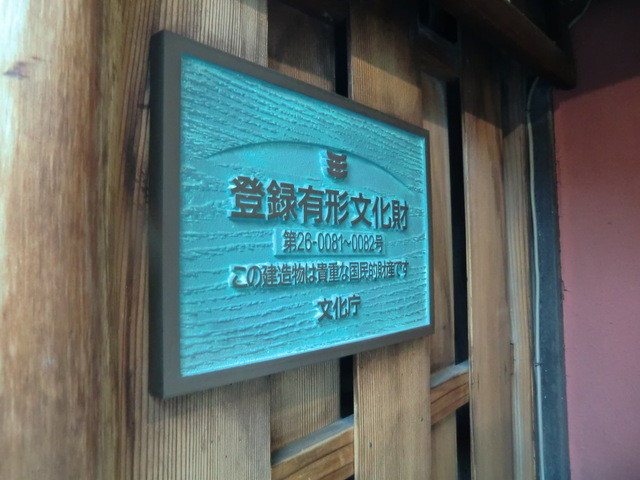 登録有形文化財
第26-0081~0082号
この建造物は貴重な国民的財産です
文化庁